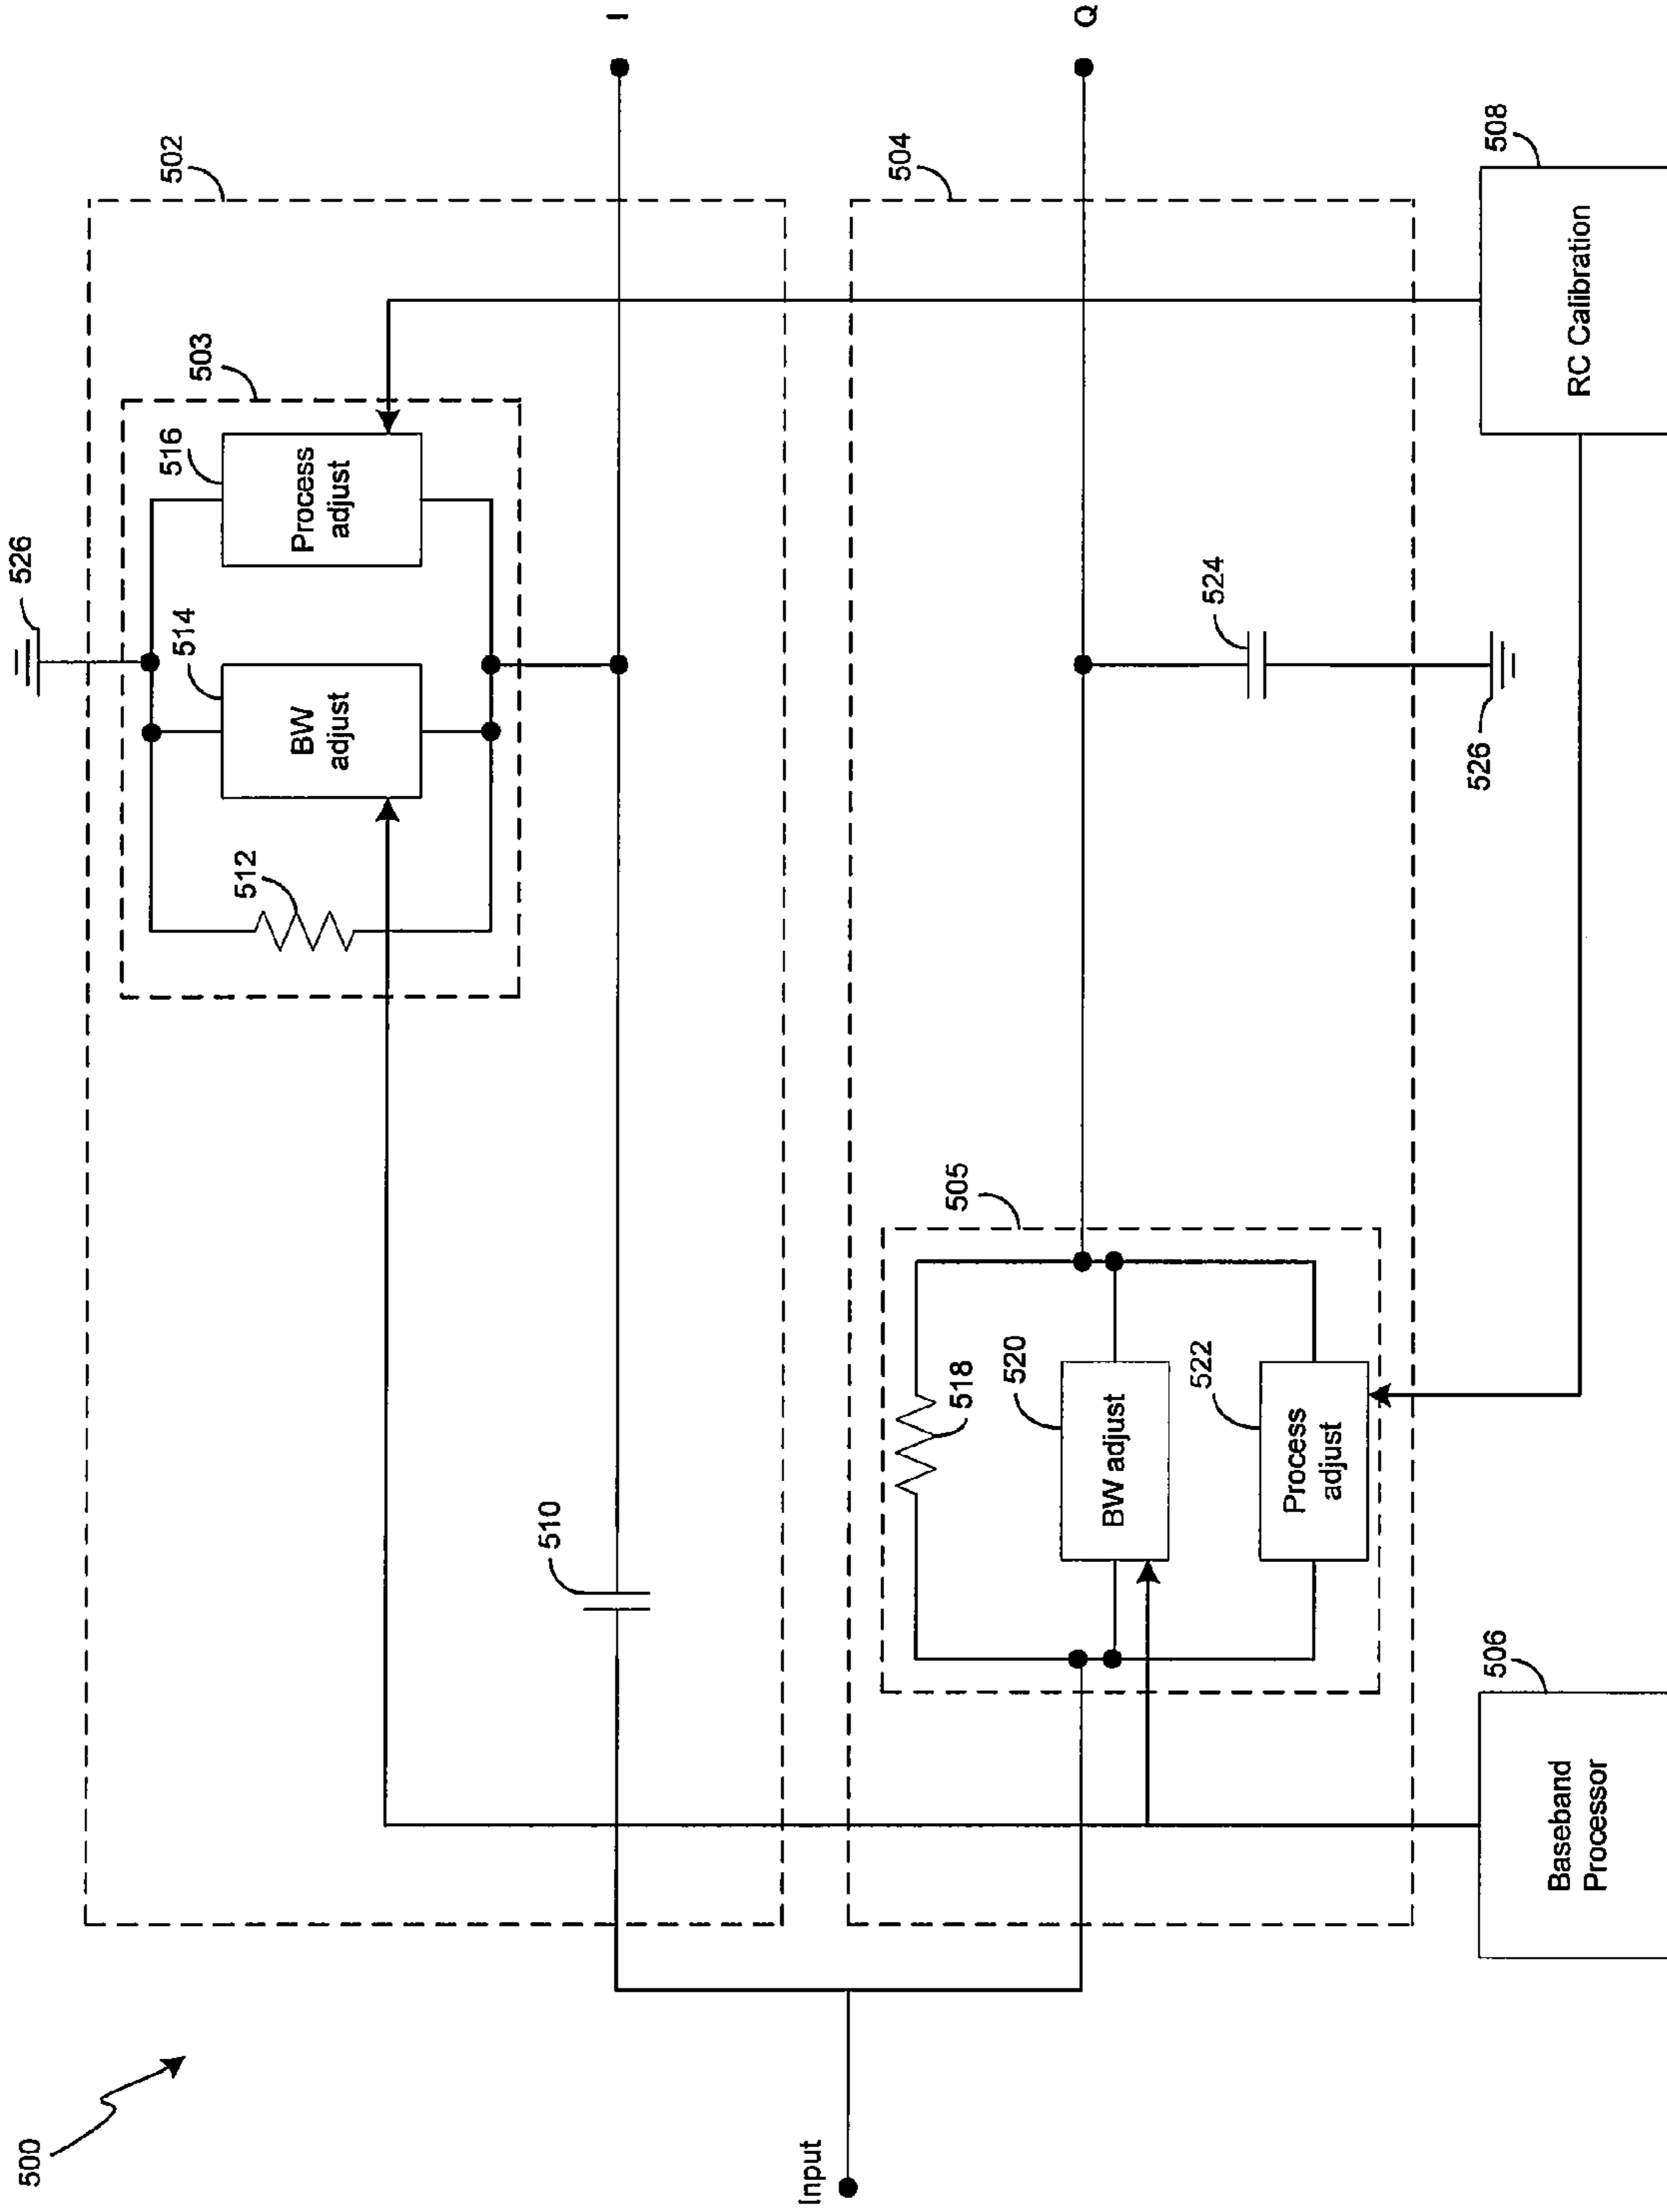 500
Input
502
526
503
516
Process
adjust
514
BW
adjust
512
I
510
504
Q
505
518
520
BW adjust
522
Process
adjust
524
526
506
Baseband
Processor
508
RC Calibration